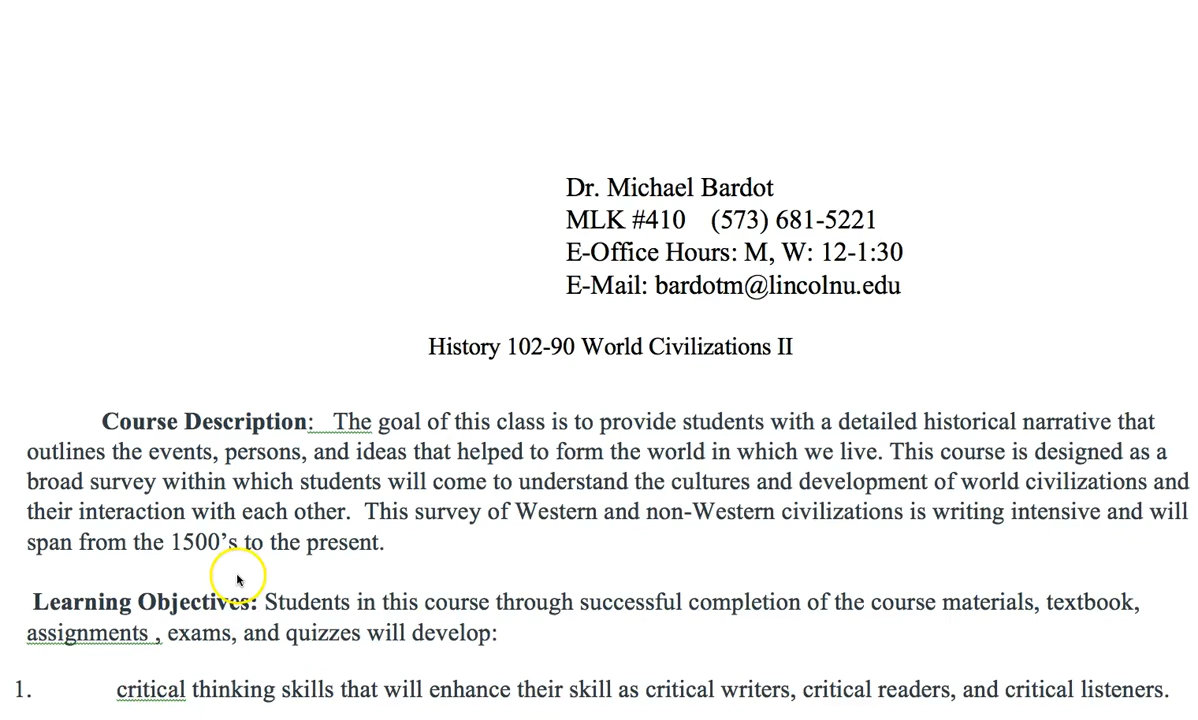 Dr. Michael Bardot
MLK #410 (573) 681-5221
E-Office Hours: M, W: 12-1:30
E-Mail: bardotm@lincolnu.edu
History 102-90 World Civilizations II
Course Description: The goal of this class is to provide students with a detailed historical narrative that
outlines the events, persons, and ideas that helped to form the world in which we live. This course is designed as a
broad survey within which students will come to understand the cultures and development of world civilizations and
their interaction with each other. This survey of Western and non-Western civilizations is writing intensive and will
span from the 1500’s to the present.
Learning Objectives: Students in this course through successful completion of the course materials, textbook,
assignments , exams, and quizzes will develop:
1. critical thinking skills that will enhance their skill as critical writers, critical readers, and critical listeners.